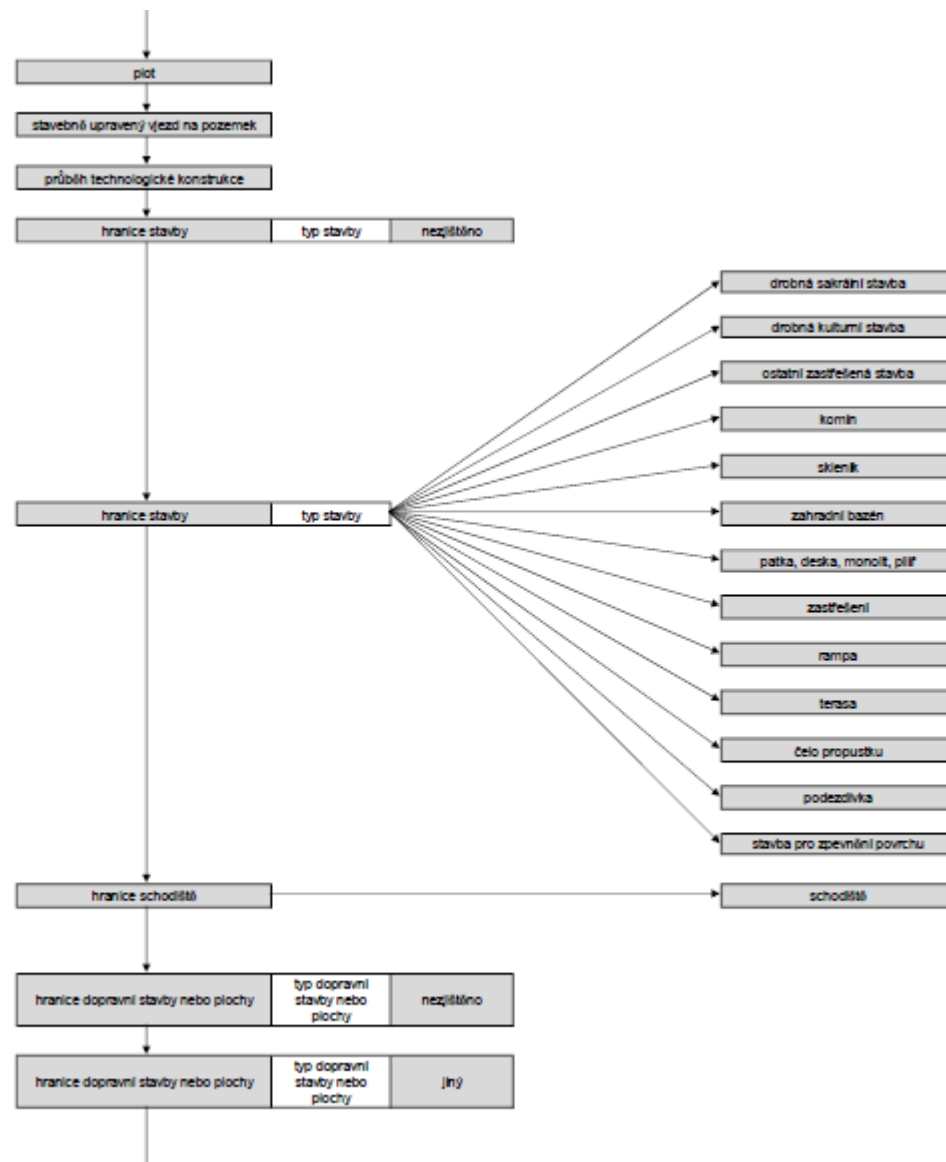 plot
stavebně upravený vjezd na pozemek
průběh technologické konstrukce
hranice stavby
typ stavby
nezjištěno
drobná sakrální stavba
drobná kulturní stavba
ostatní zastřešená stavba
komín
skleník
hranice stavby
typ stavby
zahradní bazén
patka, deska, monolit, pilíř
zastřešení
rampa
terasa
čelo propustku
podezdívka
stavba pro zpevnění povrchu
hranice schodiště
schodiště
hranice dopravní stavby nebo plochy
typ dopravní
stavby nebo
plochy
nezjištěno
hranice dopravní stavby nebo plochy
typ dopravní
stavby nebo
plochy
jiný